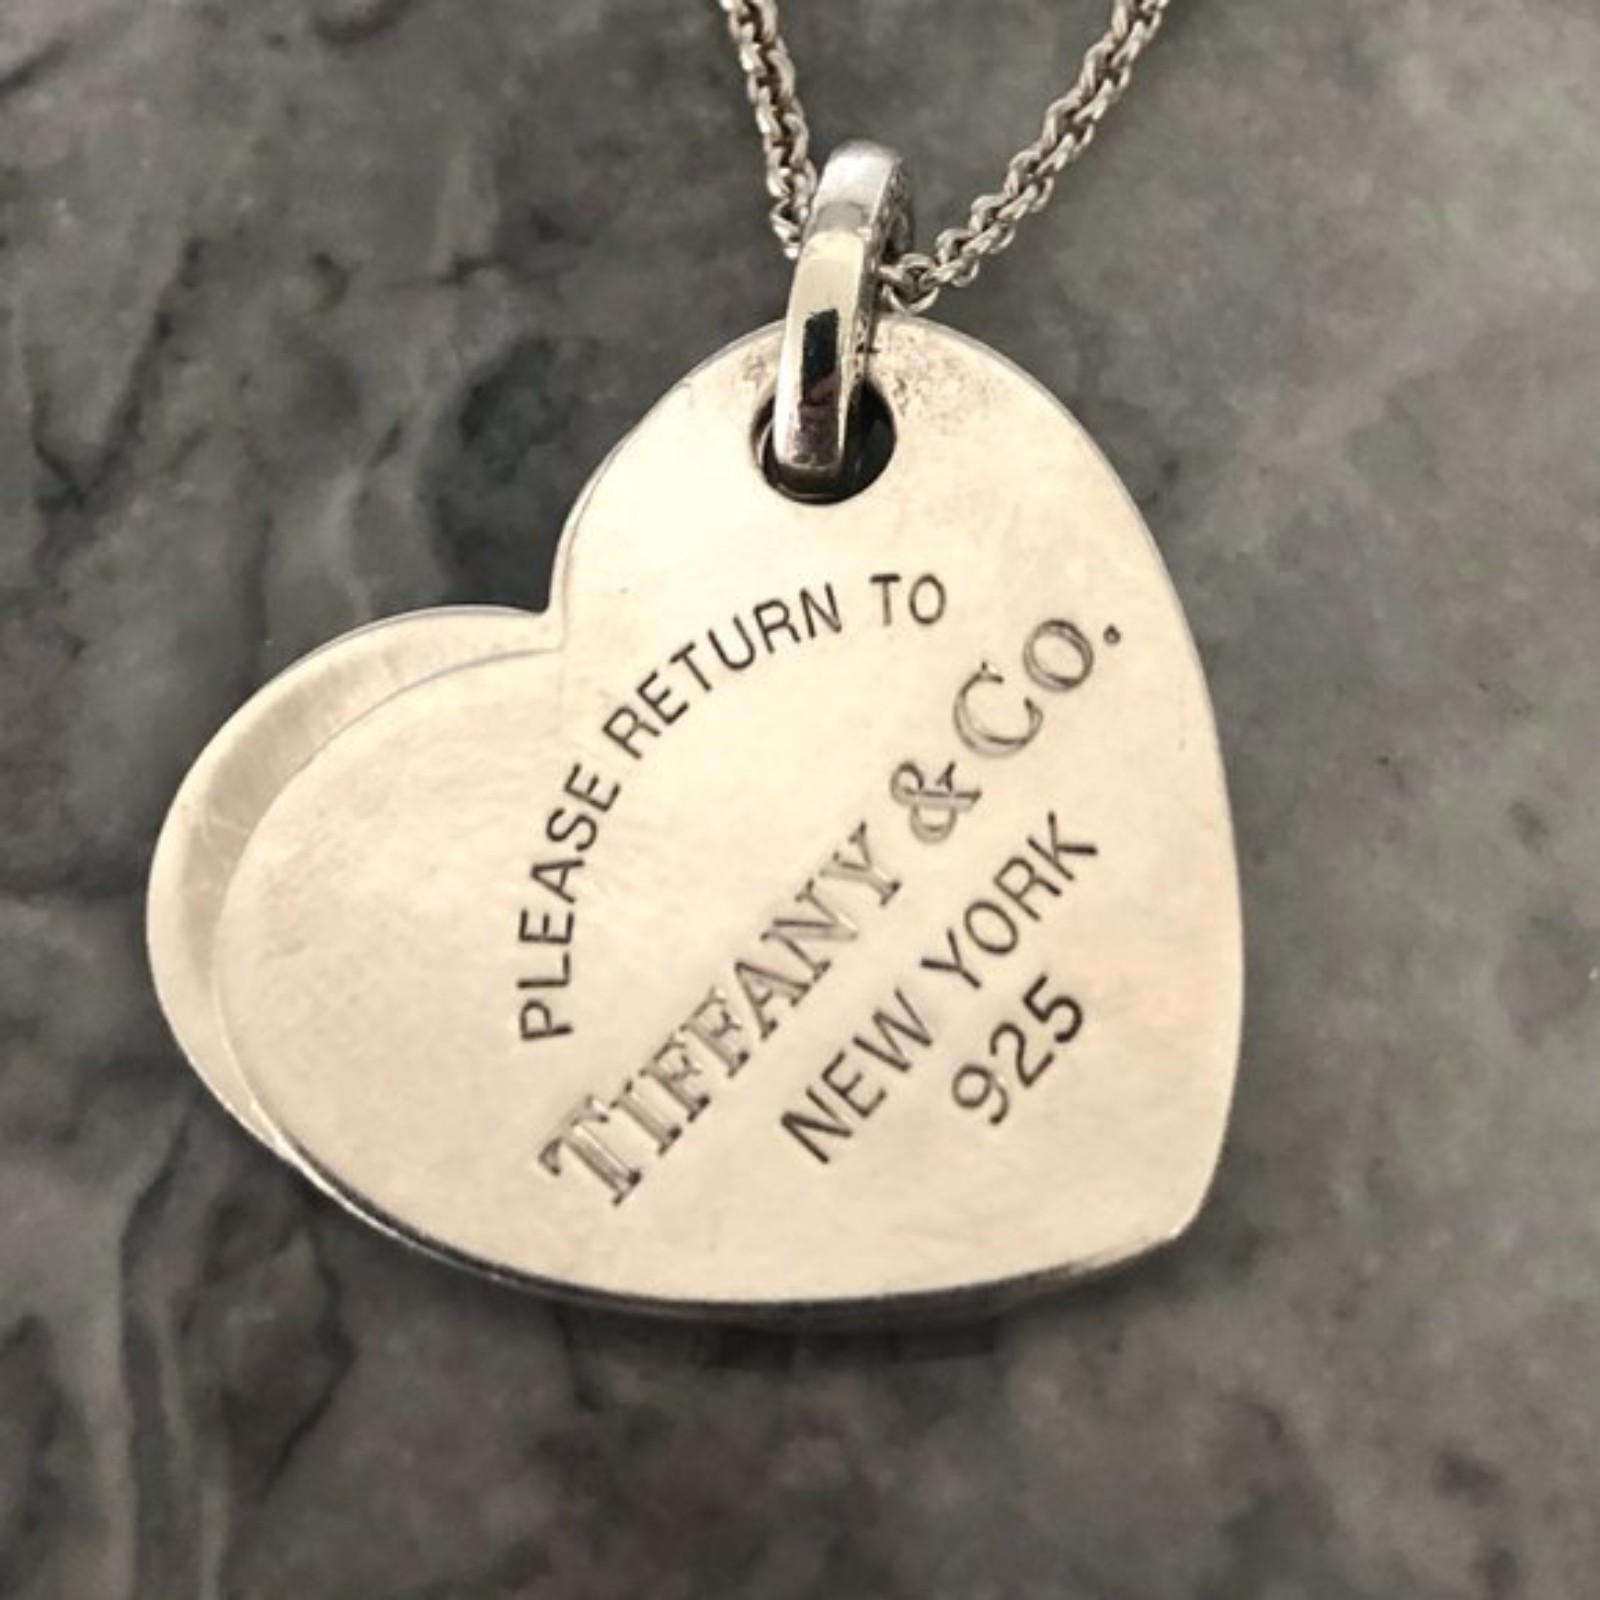 PLEASE RETURN TO
TIFFANY & CO.
NEW YORK
925